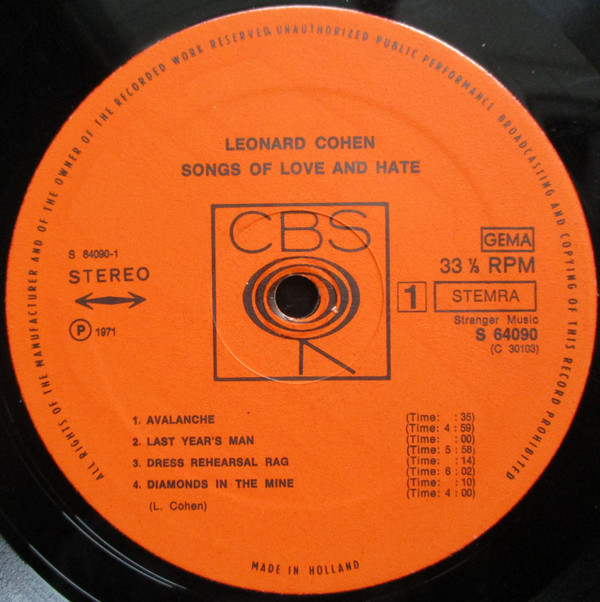 ALL RIGHTS OF THE MANUFACTURER AND OF THE OWNER OF THE RECORDED WORK RESERVED. UNAUTHORIZED PUBLIC PERFORMANCE. BROADCASTING AND COPYING OF THIS RECORD PROHIBITED
LEONARD COHEN
SONGS OF LOVE AND HATE
CBS
S 64090-1
STEREO
Ⓟ 1971
GEMA
33 ⅓ RPM
1 STEMRA
Stranger Music
S 64090
(C 30103)
1. AVALANCHE (Time: :35)
(Time: 4 : 59)
2. LAST YEAR'S MAN (Time: :00)
(Time: 5 : 58)
3. DRESS REHEARSAL RAG (Time: :14)
(Time: 6 : 02)
4. DIAMONDS IN THE MINE (Time: :10)
(Time: 4 : 00)
(L. Cohen)
MADE IN HOLLAND